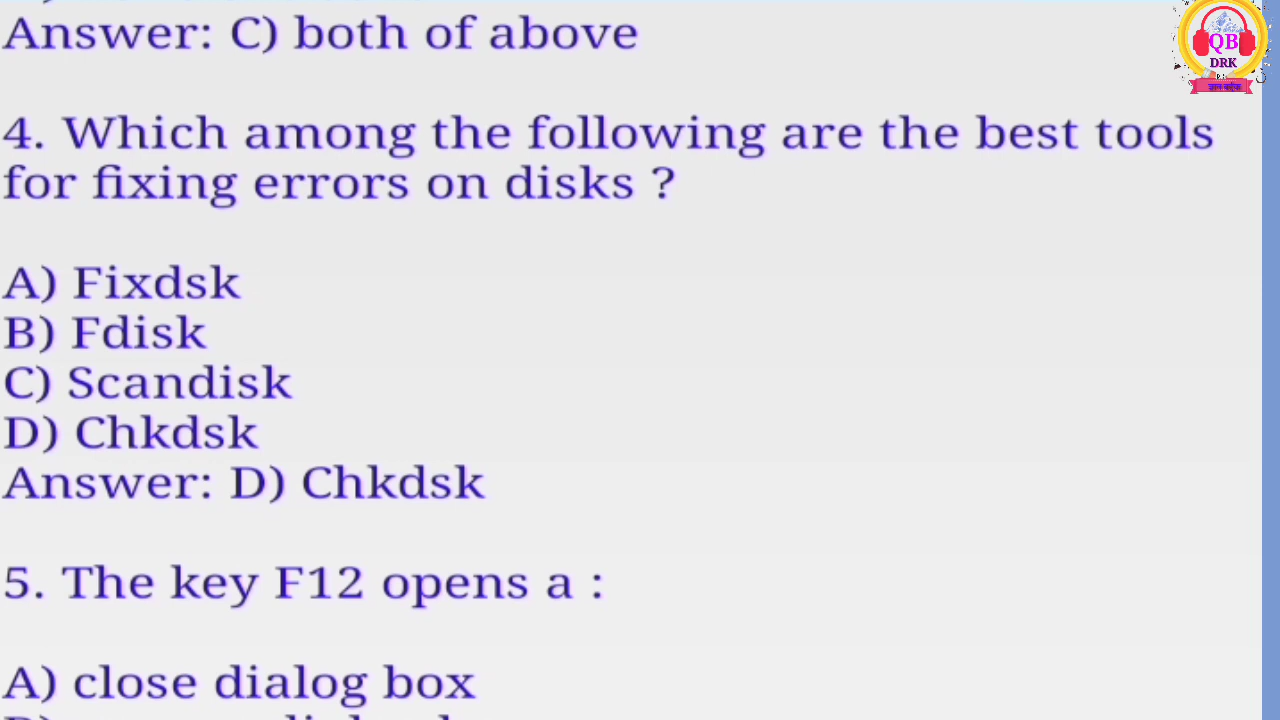 Answer: C) both of above
QB
DRK
4. Which among the following are the best tools
for fixing errors on disks ?
A) Fixdsk
B) Fdisk
C) Scandisk
D) Chkdsk
Answer: D) Chkdsk
5. The key F12 opens a :
A) close dialog box